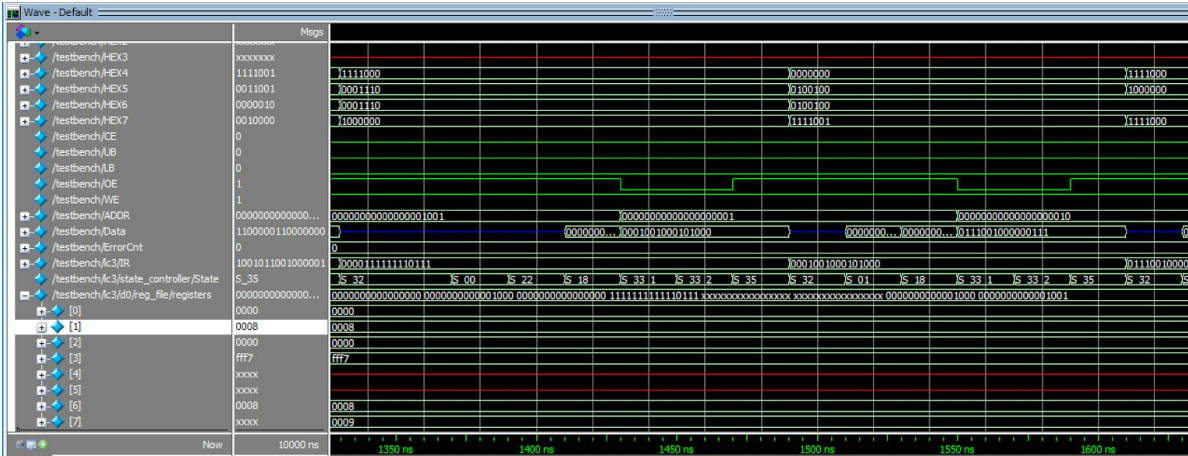 Wave - Default
Msgs
/testbench/HEX3 xxxxxxx
/testbench/HEX4 1111001 1111000 0000000 1111000
/testbench/HEX5 0011001 0001110 0100100 1000000
/testbench/HEX6 0000010 0001110 0100100
/testbench/HEX7 0010000 1000000 1111001 1111000
/testbench/CE 0
/testbench/UB 0
/testbench/LB 0
/testbench/OE 1
/testbench/WE 1
/testbench/ADDR 0000000000000... 00000000000000001001 00000000000000000001 00000000000000000010
/testbench/Data 1100000110000000 0000000... 0001001000101000 0000000... 0000000... 0111001000000111
/testbench/ErrorCnt 0 0
/testbench/lc3/IR 1001011001000001 0000111111110111 0001001000101000 01110010000
/testbench/lc3/state_controller/State S_35 S_32 S_00 S_22 S_18 S_33_1 S_33_2 S_35 S_32 S_01 S_18 S_33_1 S_33_2 S_35 S_32
/testbench/lc3/d0/reg_file/registers 0000000000000... 0000000000000000 0000000000001000 0000000000000000 1111111111110111 xxxxxxxxxxxxxxxx xxxxxxxxxxxxxxxx 0000000000001000 0000000000001001
[0] 0000 0000
[1] 0008 0008
[2] 0000 0000
[3] fff7 fff7
[4] xxxx
[5] xxxx
[6] 0008 0008
[7] xxxx 0009
Now 10000 ns 1350 ns 1400 ns 1450 ns 1500 ns 1550 ns 1600 ns